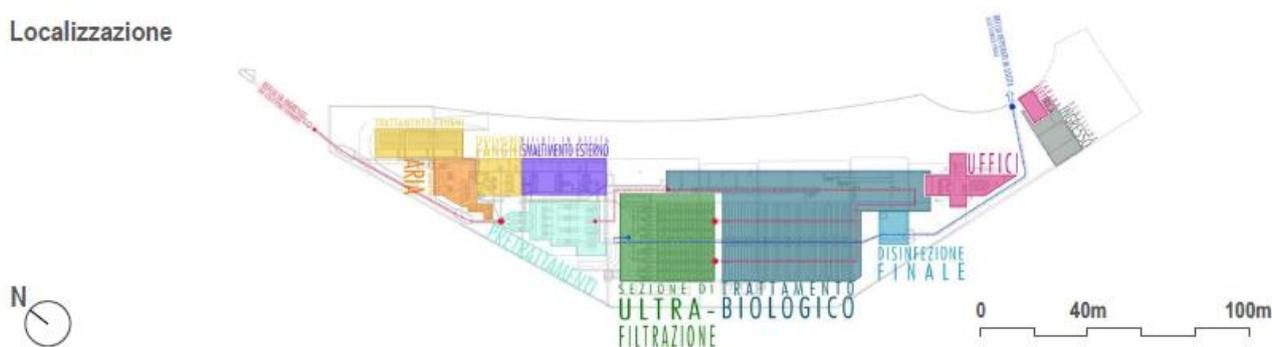 Localizzazione
TRATTAMENTO FANGHI
FANGHI
SMALTIMENTO ESTERNO
ARIA
UFFICI
PRETRATTAMENTI
DISINFEZIONE
FINALE
SEZIONE DI
ULTRA-
FILTRAZIONE
TRATTAMENTO
BIOLOGICO
N
0 40m 100m